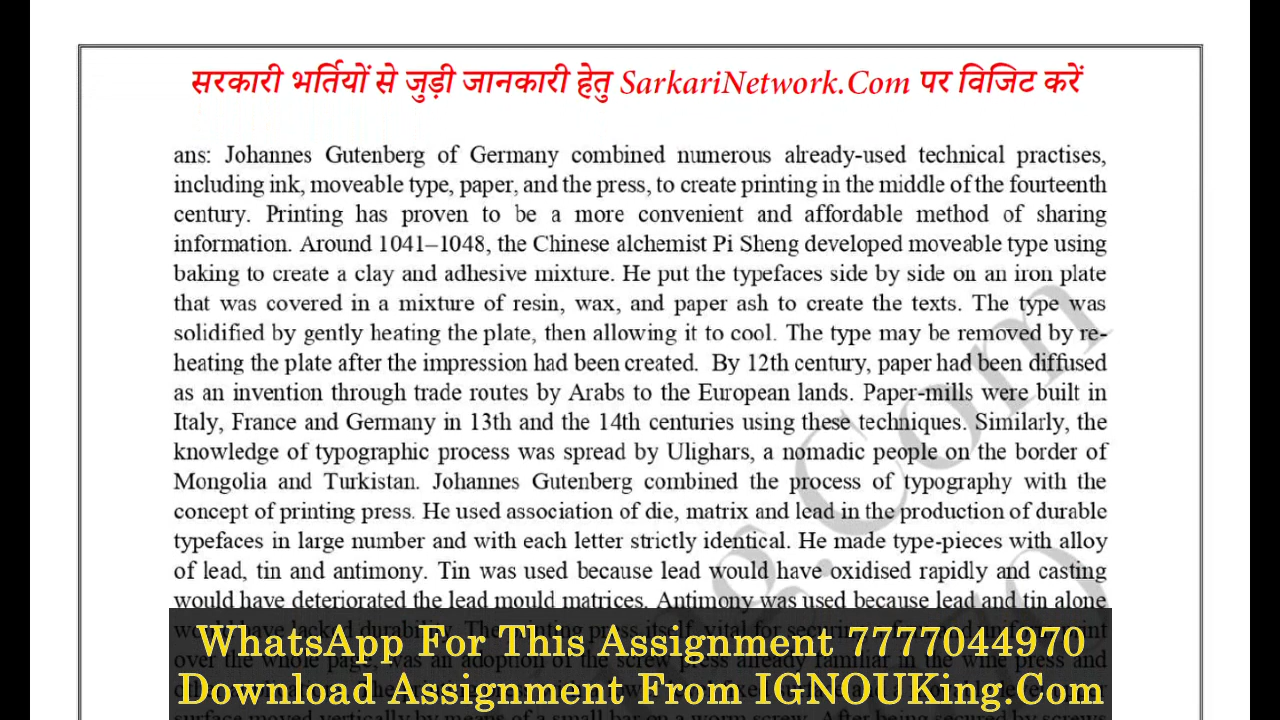 सरकारी भर्तियों से जुड़ी जानकारी हेतु SarkariNetwork.Com पर विजिट करें
ans: Johannes Gutenberg of Germany combined numerous already-used technical practises,
including ink, moveable type, paper, and the press, to create printing in the middle of the fourteenth
century. Printing has proven to be a more convenient and affordable method of sharing
information. Around 1041–1048, the Chinese alchemist Pi Sheng developed moveable type using
baking to create a clay and adhesive mixture. He put the typefaces side by side on an iron plate
that was covered in a mixture of resin, wax, and paper ash to create the texts. The type was
solidified by gently heating the plate, then allowing it to cool. The type may be removed by re-
heating the plate after the impression had been created. By 12th century, paper had been diffused
as an invention through trade routes by Arabs to the European lands. Paper-mills were built in
Italy, France and Germany in 13th and the 14th centuries using these techniques. Similarly, the
knowledge of typographic process was spread by Ulighars, a nomadic people on the border of
Mongolia and Turkistan. Johannes Gutenberg combined the process of typography with the
concept of printing press. He used association of die, matrix and lead in the production of durable
typefaces in large number and with each letter strictly identical. He made type-pieces with alloy
of lead, tin and antimony. Tin was used because lead would have oxidised rapidly and casting
would have deteriorated the lead mould matrices. Antimony was used because lead and tin alone
WhatsApp For This Assignment 7777044970
Download Assignment From IGNOUKing.Com